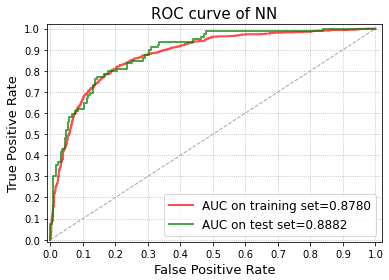 ROC curve of NN
True Positive Rate
1.0
0.9
0.8
0.7
0.6
0.5
0.4
0.3
0.2
0.1
0.0
AUC on training set=0.8780
AUC on test set=0.8882
0.0 0.1 0.2 0.3 0.4 0.5 0.6 0.7 0.8 0.9 1.0
False Positive Rate